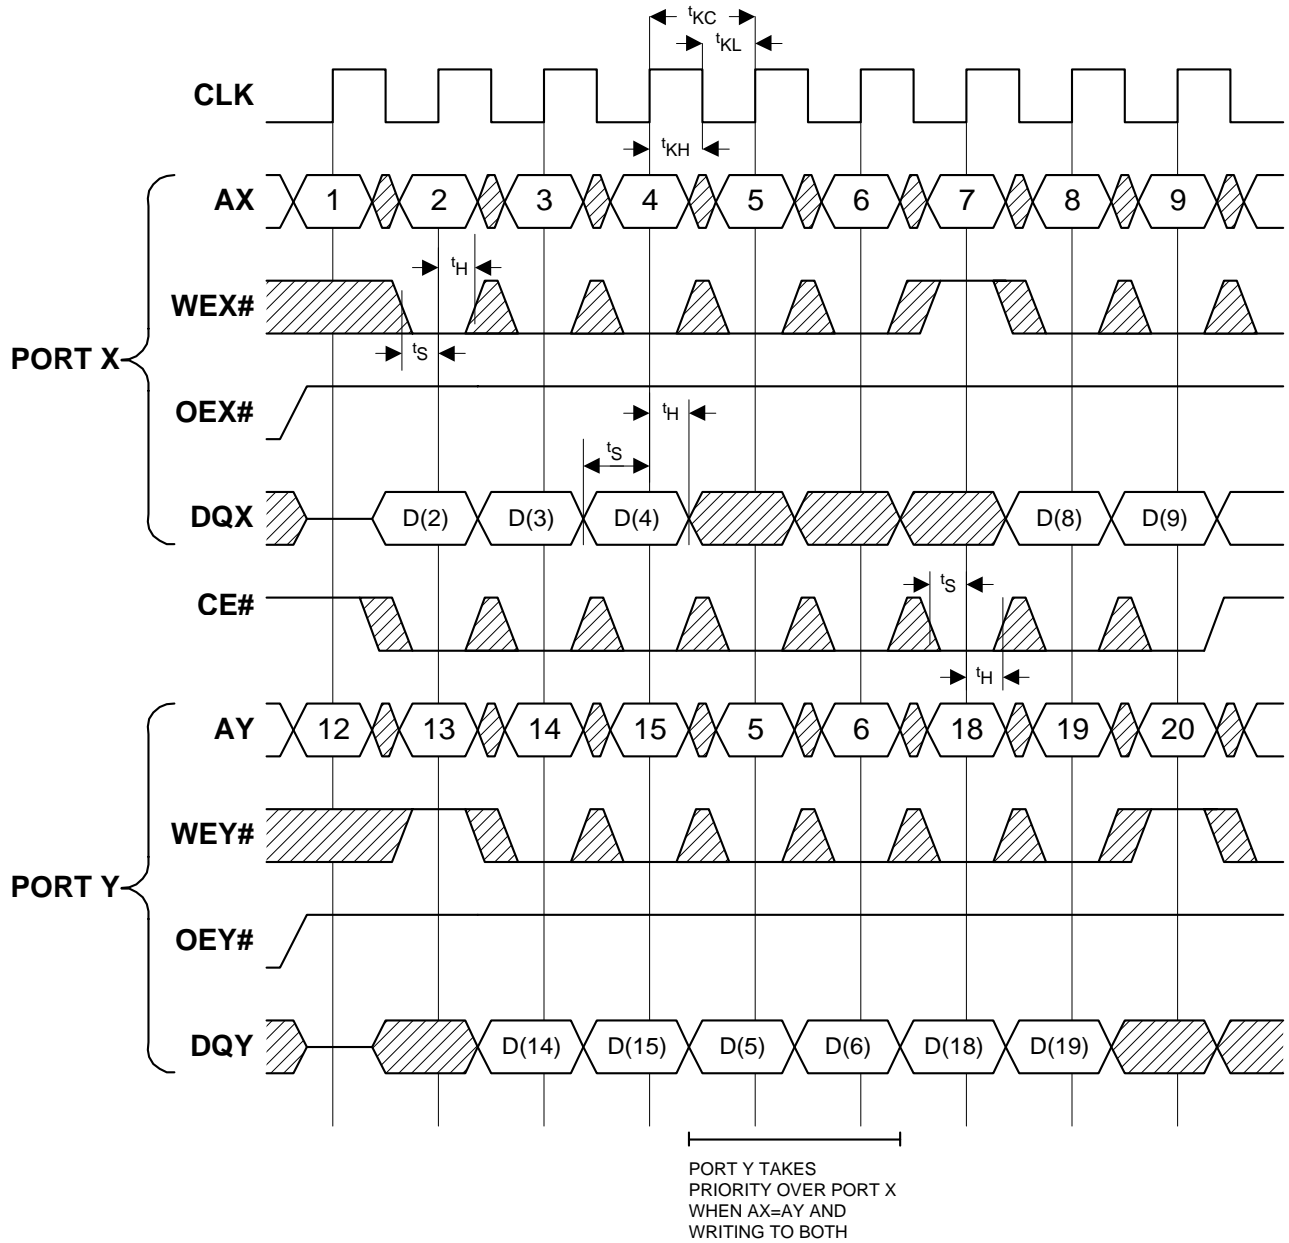 tKC
tKL
CLK
tKH
AX 1 2 3 4 5 6 7 8 9
tH
WEX#
tS
PORT X
OEX#
tH
tS
DQX D(2) D(3) D(4) D(8) D(9)
tS
CE#
tH
AY 12 13 14 15 5 6 18 19 20
WEY#
PORT Y
OEY#
DQY D(14) D(15) D(5) D(6) D(18) D(19)
PORT Y TAKES
PRIORITY OVER PORT X
WHEN AX=AY AND
WRITING TO BOTH